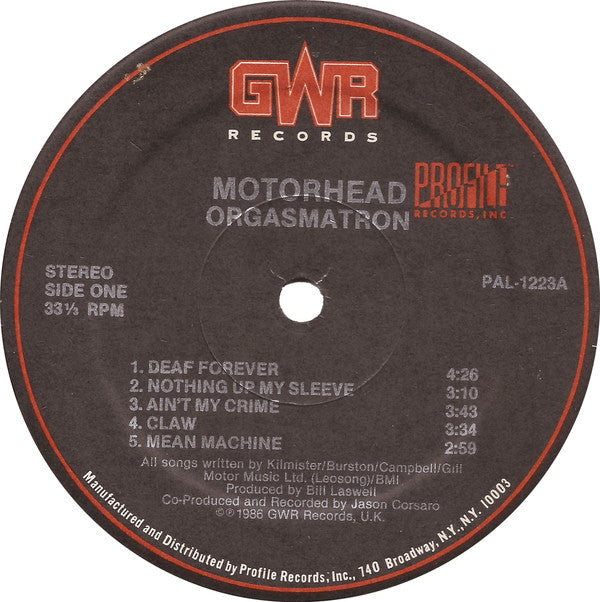 GWR
RECORDS
MOTORHEAD
ORGASMATRON
PROFILE
RECORDS, INC
STEREO
SIDE ONE
33⅓ RPM
PAL-1223A
1. DEAF FOREVER 4:26
2. NOTHING UP MY SLEEVE 3:10
3. AIN'T MY CRIME 3:43
4. CLAW 3:34
5. MEAN MACHINE 2:59
All songs written by Kilmister/Burston/Campbell/Gill
Motor Music Ltd. (Leosong)/BMI
Produced by Bill Laswell
Co-Produced and Recorded by Jason Corsaro
©℗ 1986 GWR Records, U.K.
Manufactured and Distributed by Profile Records, Inc., 740 Broadway, N.Y., N.Y. 10003